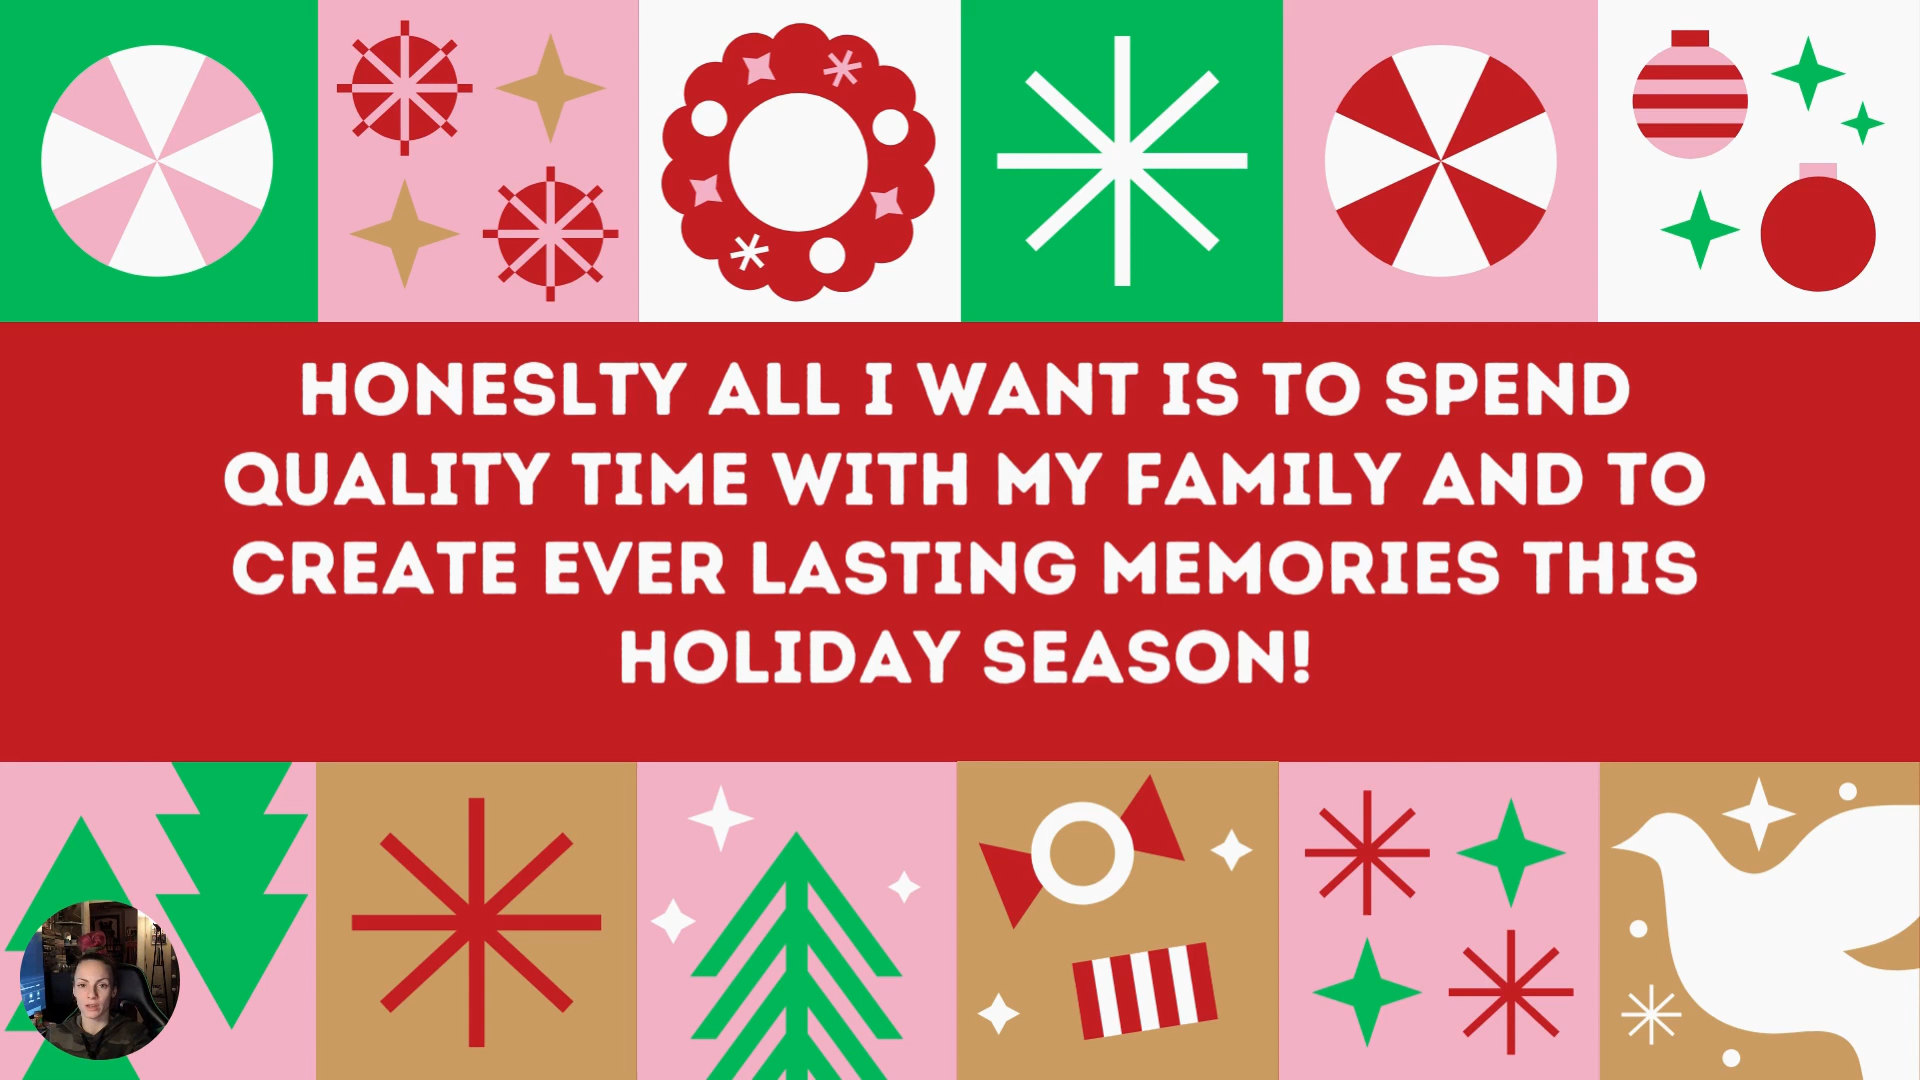 HONESLTY ALL I WANT IS TO SPEND
QUALITY TIME WITH MY FAMILY AND TO
CREATE EVER LASTING MEMORIES THIS
HOLIDAY SEASON!